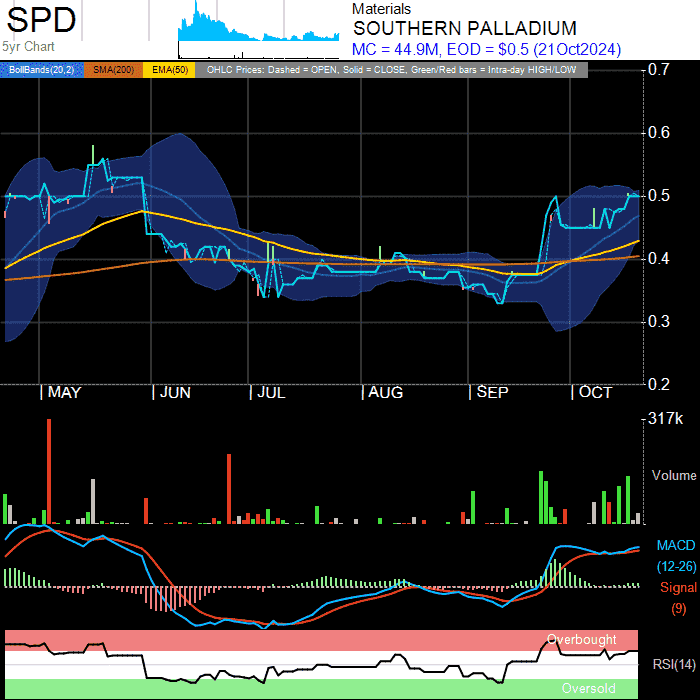 SPD
5yr Chart
Materials
SOUTHERN PALLADIUM
MC = 44.9M, EOD = $0.5 (21Oct2024)
BollBands(20,2) SMA(200) EMA(50) OHLC Prices: Dashed = OPEN, Solid = CLOSE, Green/Red bars = Intra-day HIGH/LOW
0.7
0.6
0.5
0.4
0.3
0.2
MAY JUN JUL AUG SEP OCT
317k
Volume
MACD
(12-26)
Signal
(9)
Overbought
RSI(14)
Oversold